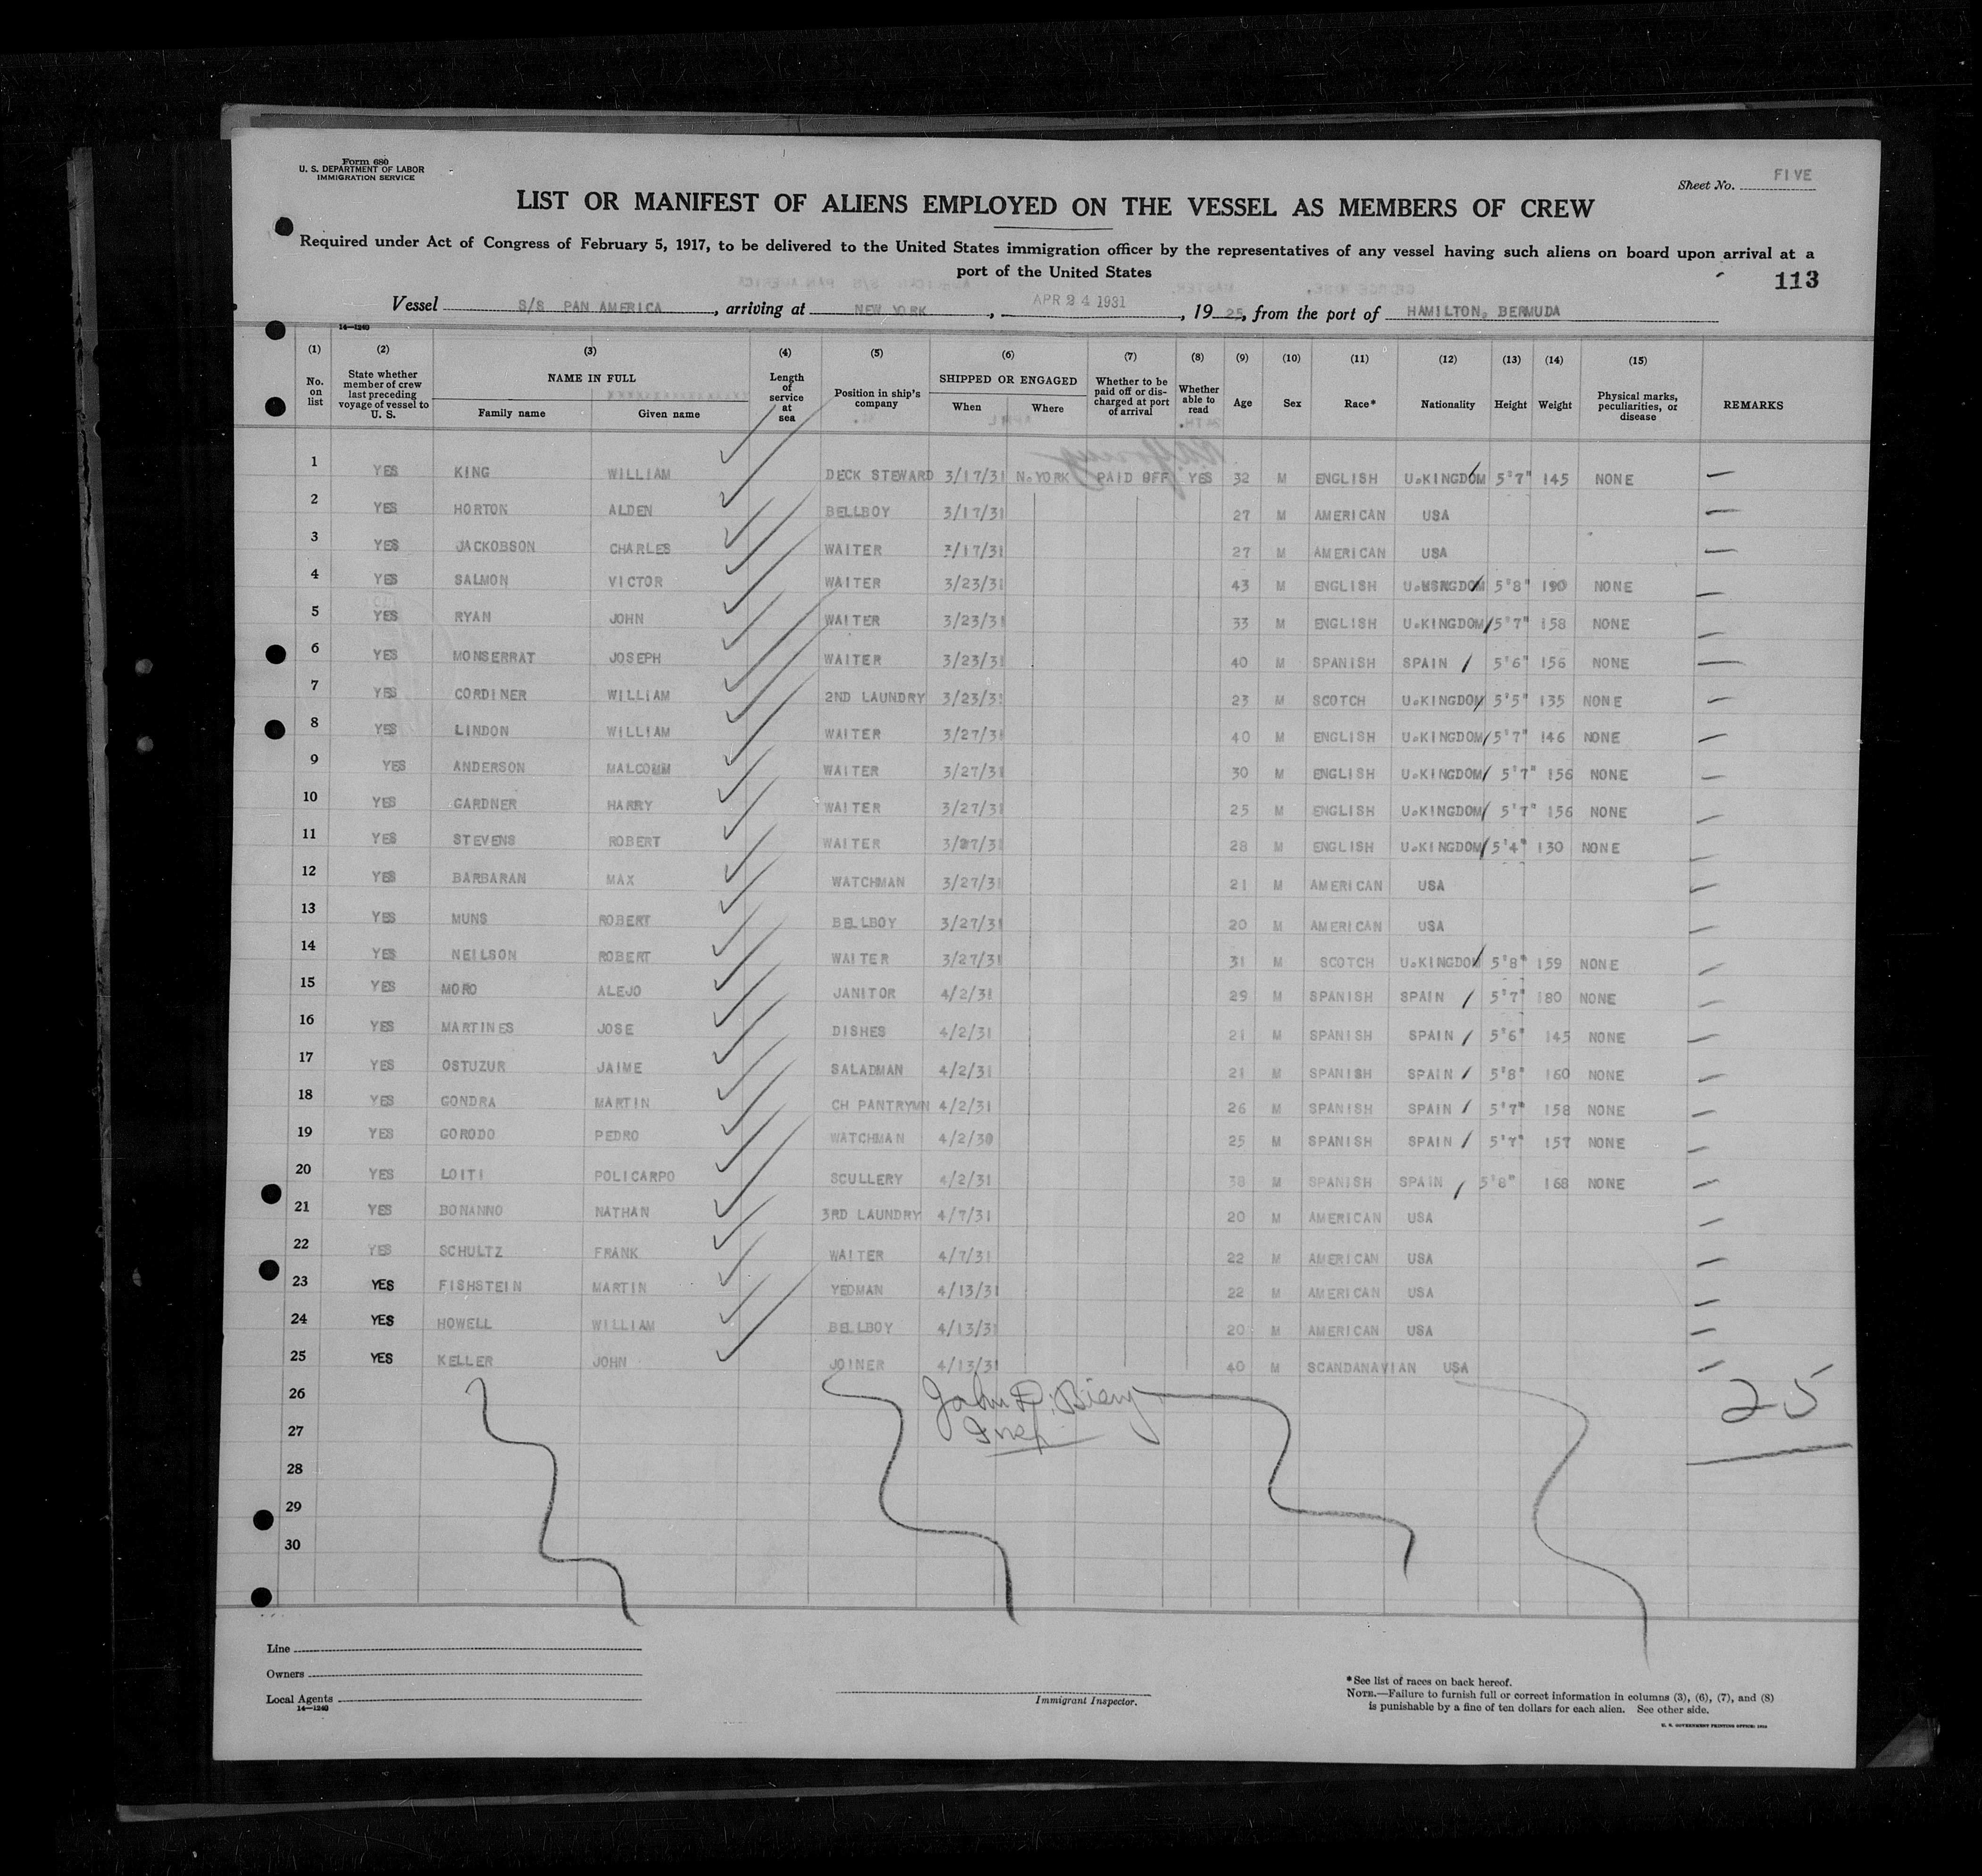 Form 680
U. S. DEPARTMENT OF LABOR
IMMIGRATION SERVICE
Sheet No. FIVE
LIST OR MANIFEST OF ALIENS EMPLOYED ON THE VESSEL AS MEMBERS OF CREW
Required under Act of Congress of February 5, 1917, to be delivered to the United States immigration officer by the representatives of any vessel having such aliens on board upon arrival at a
port of the United States
113
Vessel S/S PAN AMERICA, arriving at NEW YORK, APR 24 1931, 19 25, from the port of HAMILTON, BERMUDA
14—1240
(1) (2) (3) (4) (5) (6) (7) (8) (9) (10) (11) (12) (13) (14) (15)
No. on list State whether member of crew last preceding voyage of vessel to U. S. NAME IN FULL Family name Given name Length of service at sea Position in ship's company SHIPPED OR ENGAGED When Where Whether to be paid off or discharged at port of arrival Whether able to read Age Sex Race* Nationality Height Weight Physical marks, peculiarities, or disease REMARKS
1 YES KING WILLIAM DECK STEWARD 3/17/31 N.YORK PAID OFF YES 32 M ENGLISH U.KINGDOM 5'7" 145 NONE —
2 YES HORTON ALDEN BELLBOY 3/17/31 27 M AMERICAN USA —
3 YES JACKOBSON CHARLES WAITER 3/17/31 27 M AMERICAN USA —
4 YES SALMON VICTOR WAITER 3/23/31 43 M ENGLISH U.KINGDOM 5'8" 190 NONE —
5 YES RYAN JOHN WAITER 3/23/31 33 M ENGLISH U.KINGDOM 5'7" 158 NONE —
6 YES MONSERRAT JOSEPH WAITER 3/23/31 40 M SPANISH SPAIN 5'6" 156 NONE —
7 YES CORDINER WILLIAM 2ND LAUNDRY 3/23/31 23 M SCOTCH U.KINGDOM 5'5" 135 NONE —
8 YES LINDON WILLIAM WAITER 3/27/31 40 M ENGLISH U.KINGDOM 5'7" 146 NONE —
9 YES ANDERSON MALCOMM WAITER 3/27/31 30 M ENGLISH U.KINGDOM 5'7" 156 NONE —
10 YES GARDNER HARRY WAITER 3/27/31 25 M ENGLISH U.KINGDOM 5'7" 156 NONE —
11 YES STEVENS ROBERT WAITER 3/27/31 28 M ENGLISH U.KINGDOM 5'4" 130 NONE —
12 YES BARBARAN MAX WATCHMAN 3/27/31 21 M AMERICAN USA —
13 YES MUNS ROBERT BELLBOY 3/27/31 20 M AMERICAN USA —
14 YES NEILSON ROBERT WAITER 3/27/31 31 M SCOTCH U.KINGDOM 5'8" 159 NONE —
15 YES MORO ALEJO JANITOR 4/2/31 29 M SPANISH SPAIN 5'7" 180 NONE —
16 YES MARTINES JOSE DISHES 4/2/31 21 M SPANISH SPAIN 5'6" 145 NONE —
17 YES OSTUZUR JAIME SALADMAN 4/2/31 21 M SPANISH SPAIN 5'8" 160 NONE —
18 YES GONDRA MARTIN CH PANTRYMN 4/2/31 26 M SPANISH SPAIN 5'7" 158 NONE —
19 YES GORODO PEDRO WATCHMAN 4/2/30 25 M SPANISH SPAIN 5'7" 157 NONE —
20 YES LOITI POLICARPO SCULLERY 4/2/31 38 M SPANISH SPAIN 5'8" 168 NONE —
21 YES BONANNO NATHAN 3RD LAUNDRY 4/7/31 20 M AMERICAN USA —
22 YES SCHULTZ FRANK WAITER 4/7/31 22 M AMERICAN USA —
23 YES FISHSTEIN MARTIN YEOMAN 4/13/31 22 M AMERICAN USA —
24 YES HOWELL WILLIAM BELLBOY 4/13/31 20 M AMERICAN USA —
25 YES KELLER JOHN JOINER 4/13/31 40 M SCANDANAVIAN USA —
26 John D. Bieny 25
27 Insp
28
29
30
Line
Owners
Local Agents
14—1240
Immigrant Inspector.
*See list of races on back hereof.
NOTE.—Failure to furnish full or correct information in columns (3), (6), (7), and (8)
is punishable by a fine of ten dollars for each alien. See other side.
U. S. GOVERNMENT PRINTING OFFICE: